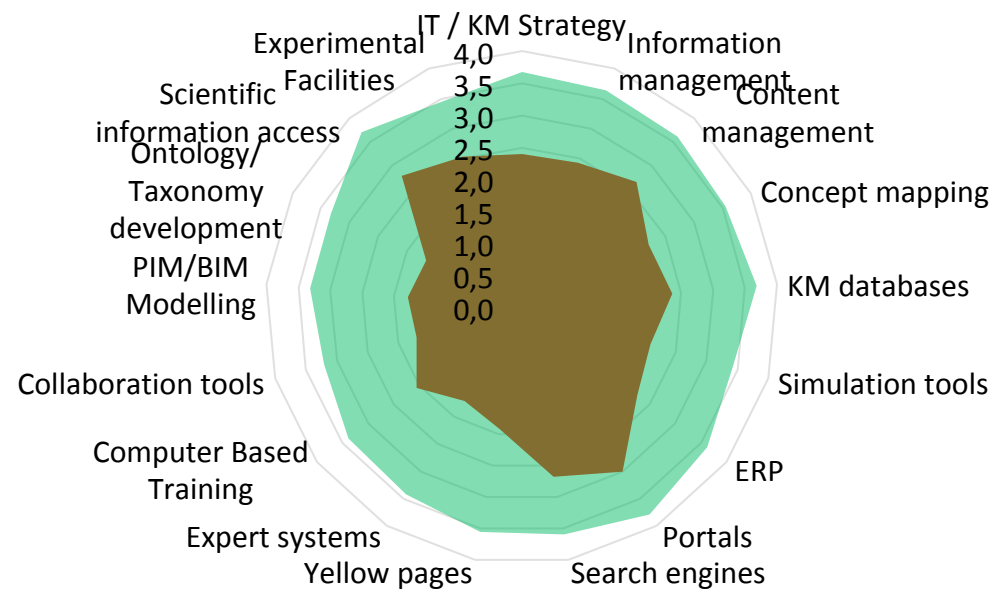 IT / KM Strategy
Information
management
Content
management
Concept mapping
KM databases
Simulation tools
ERP
Portals
Search engines
Yellow pages
Expert systems
Computer Based
Training
Collaboration tools
PIM/BIM
Modelling
Ontology/
Taxonomy
development
Scientific
information access
Experimental
Facilities
4,0
3,5
3,0
2,5
2,0
1,5
1,0
0,5
0,0